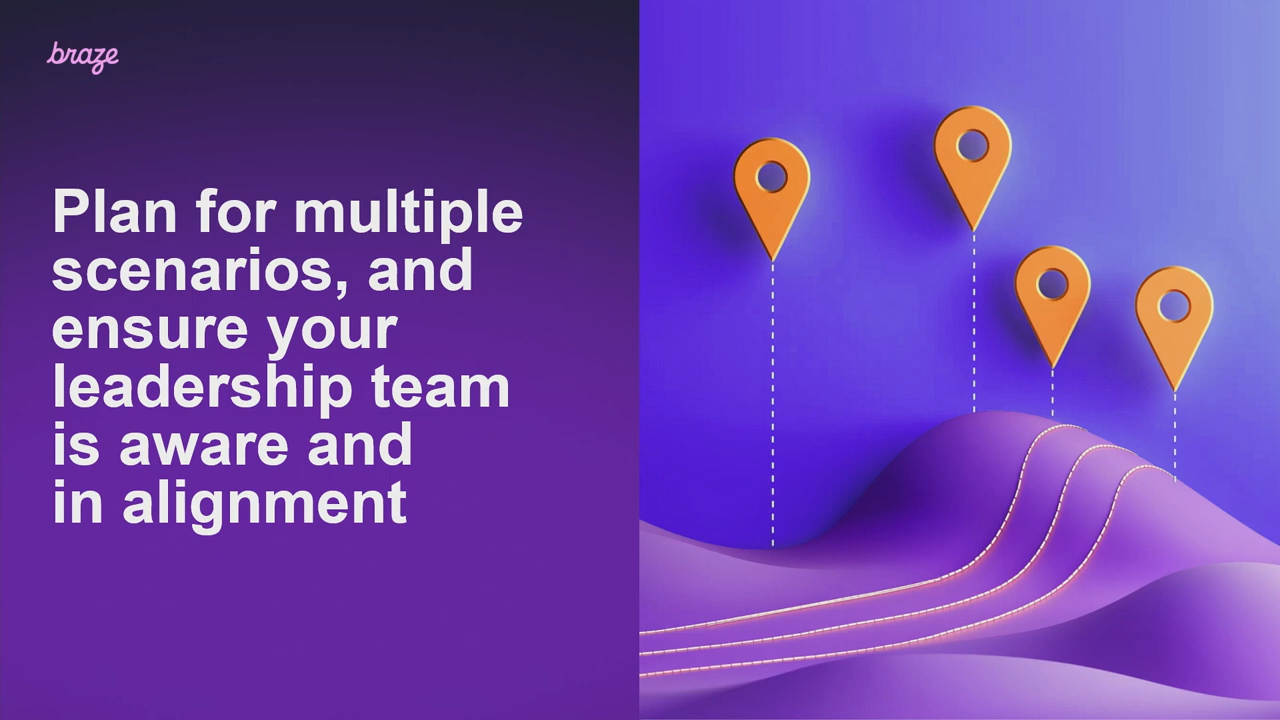 braze
Plan for multiple
scenarios, and
ensure your
leadership team
is aware and
in alignment